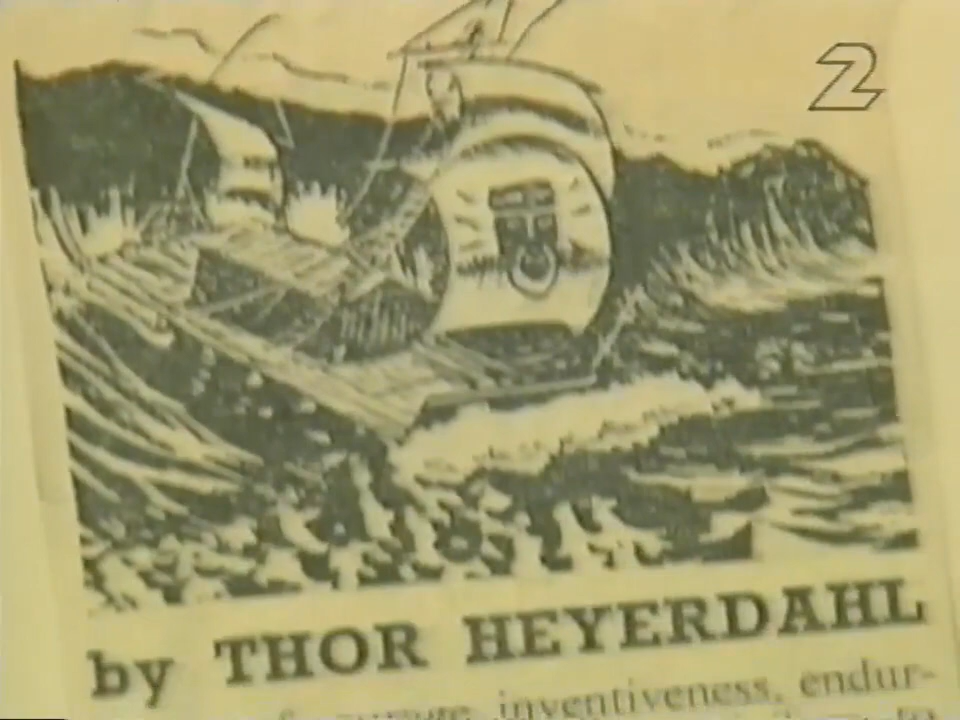 2
by THOR HEYERDAHL
inventiveness, endur-